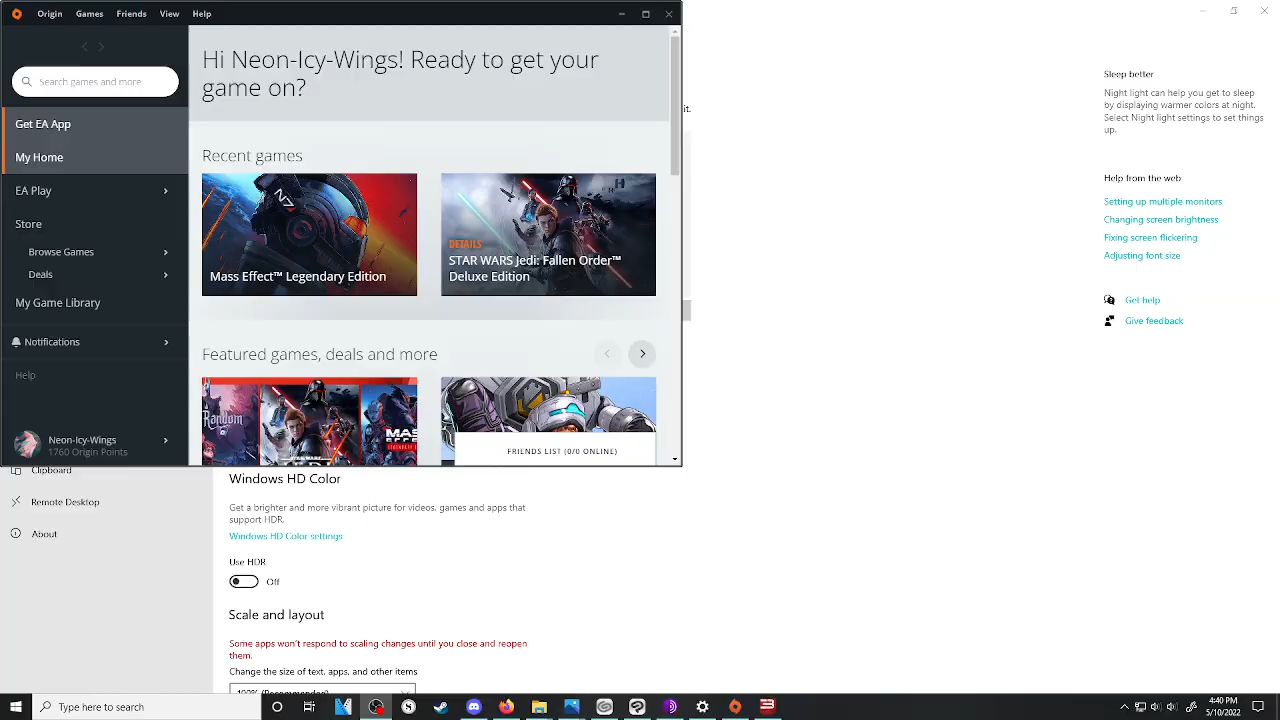 Origin
Games
Friends
View
Help
Search games and more
Get EA App
My Home
EA Play
Store
Browse Games
Deals
My Game Library
Notifications
Help
Neon-Icy-Wings
1760 Origin Points
Hi Neon-Icy-Wings! Ready to get your
game on?
Recent games
N7
Mass Effect™ Legendary Edition
DETAILS
STAR WARS Jedi: Fallen Order™
Deluxe Edition
Featured games, deals and more
Random
FRIENDS LIST (0/0 ONLINE)
it.
Sleep better
Night light can help you get to sleep
by displaying warmer colors at night.
Select Night light settings to set things
up.
Help from the web
Setting up multiple monitors
Changing screen brightness
Fixing screen flickering
Adjusting font size
Get help
Give feedback
Clipboard
Remote Desktop
About
Windows HD Color
Get a brighter and more vibrant picture for videos, games and apps that
support HDR.
Windows HD Color settings
Use HDR
Off
Scale and layout
Some apps won't respond to scaling changes until you close and reopen
them.
Change the size of text, apps, and other items
100% (Recommended)
Type here to search
4:40 PM
5/10/2022